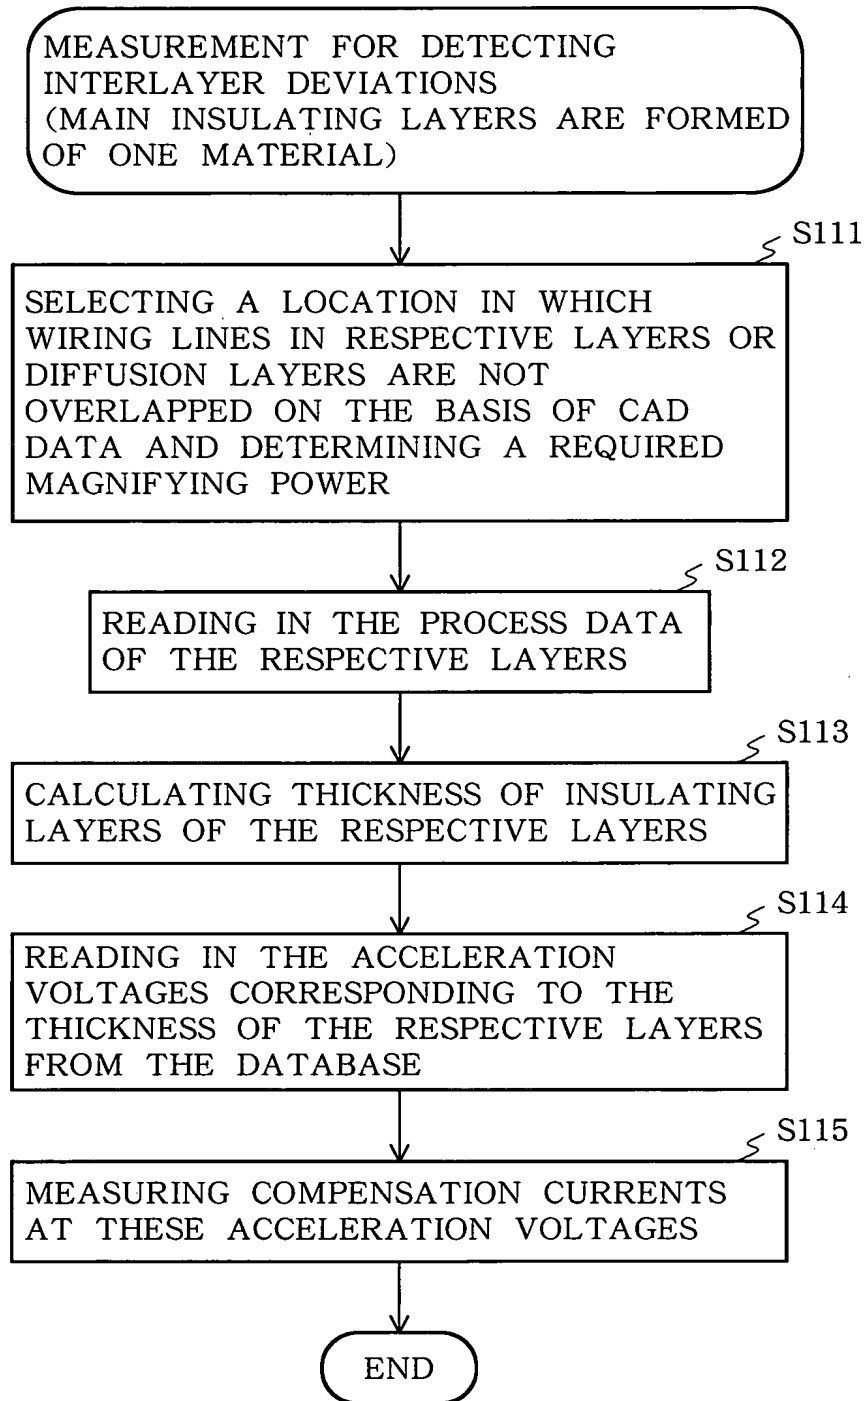 MEASUREMENT FOR DETECTING
INTERLAYER DEVIATIONS
(MAIN INSULATING LAYERS ARE FORMED
OF ONE MATERIAL)
S111
SELECTING A LOCATION IN WHICH
WIRING LINES IN RESPECTIVE LAYERS OR
DIFFUSION LAYERS ARE NOT
OVERLAPPED ON THE BASIS OF CAD
DATA AND DETERMINING A REQUIRED
MAGNIFYING POWER
S112
READING IN THE PROCESS DATA
OF THE RESPECTIVE LAYERS
S113
CALCULATING THICKNESS OF INSULATING
LAYERS OF THE RESPECTIVE LAYERS
S114
READING IN THE ACCELERATION
VOLTAGES CORRESPONDING TO THE
THICKNESS OF THE RESPECTIVE LAYERS
FROM THE DATABASE
S115
MEASURING COMPENSATION CURRENTS
AT THESE ACCELERATION VOLTAGES
END